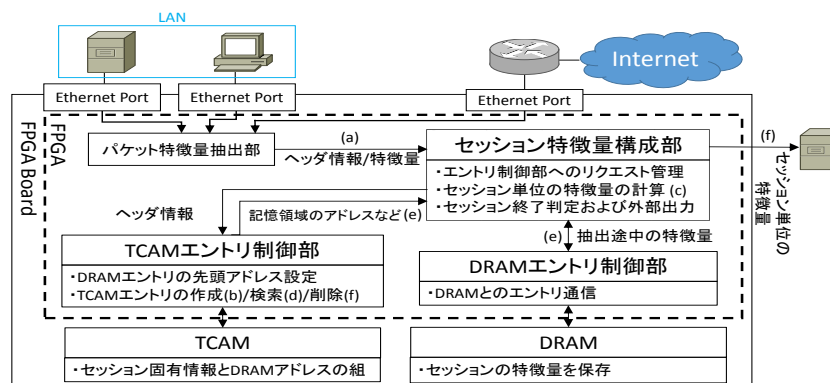 LAN
Internet
Ethernet Port
Ethernet Port
Ethernet Port
FPGA Board
FPGA
パケット特徴量抽出部
(a)
ヘッダ情報/特徴量
セッション特徴量構成部
・エントリ制御部へのリクエスト管理
・セッション単位の特徴量の計算(c)
・セッション終了判定および外部出力
(f)
セッション単位の
特徴量
ヘッダ情報
記憶領域のアドレスなど(e)
(e) 抽出途中の特徴量
TCAMエントリ制御部
・DRAMエントリの先頭アドレス設定
・TCAMエントリの作成(b)/検索(d)/削除(f)
DRAMエントリ制御部
・DRAMとのエントリ通信
TCAM
・セッション固有情報とDRAMアドレスの組
DRAM
・セッションの特徴量を保存